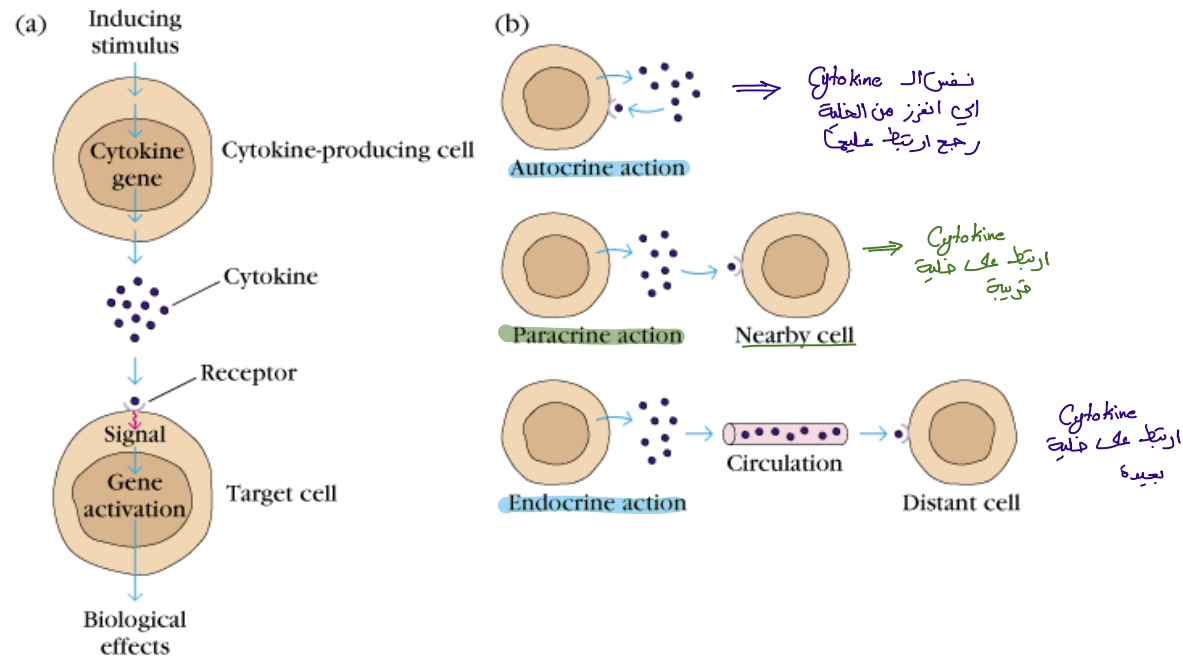 (a)
Inducing
stimulus
Cytokine
gene
Cytokine-producing cell
Cytokine
Receptor
Signal
Gene
activation
Target cell
Biological
effects
(b)
Autocrine action
نفس الـ Cytokine
الي انفرز من الخلية
رجع ارتبط عليها
Paracrine action
Nearby cell
Cytokine
ارتبط على خلية
قريبة
Circulation
Endocrine action
Distant cell
Cytokine
ارتبط على خلية
بعيدة